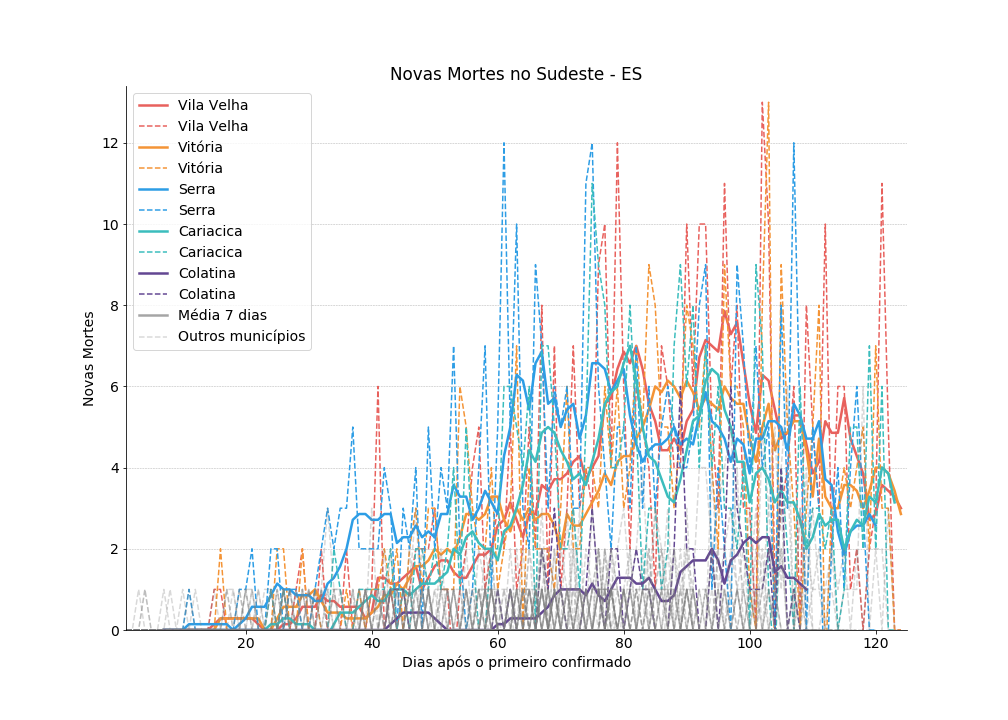 Novas Mortes no Sudeste - ES
Vila Velha
Vila Velha
Vitória
Vitória
Serra
Serra
Cariacica
Cariacica
Colatina
Colatina
Média 7 dias
Outros municípios
Novas Mortes
12
10
8
6
4
2
0
20 40 60 80 100 120
Dias após o primeiro confirmado